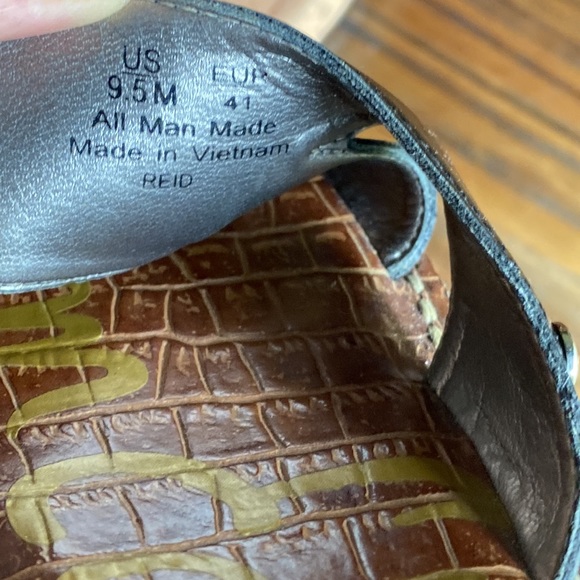 US EUR
9.5M 41
All Man Made
Made in Vietnam
REID